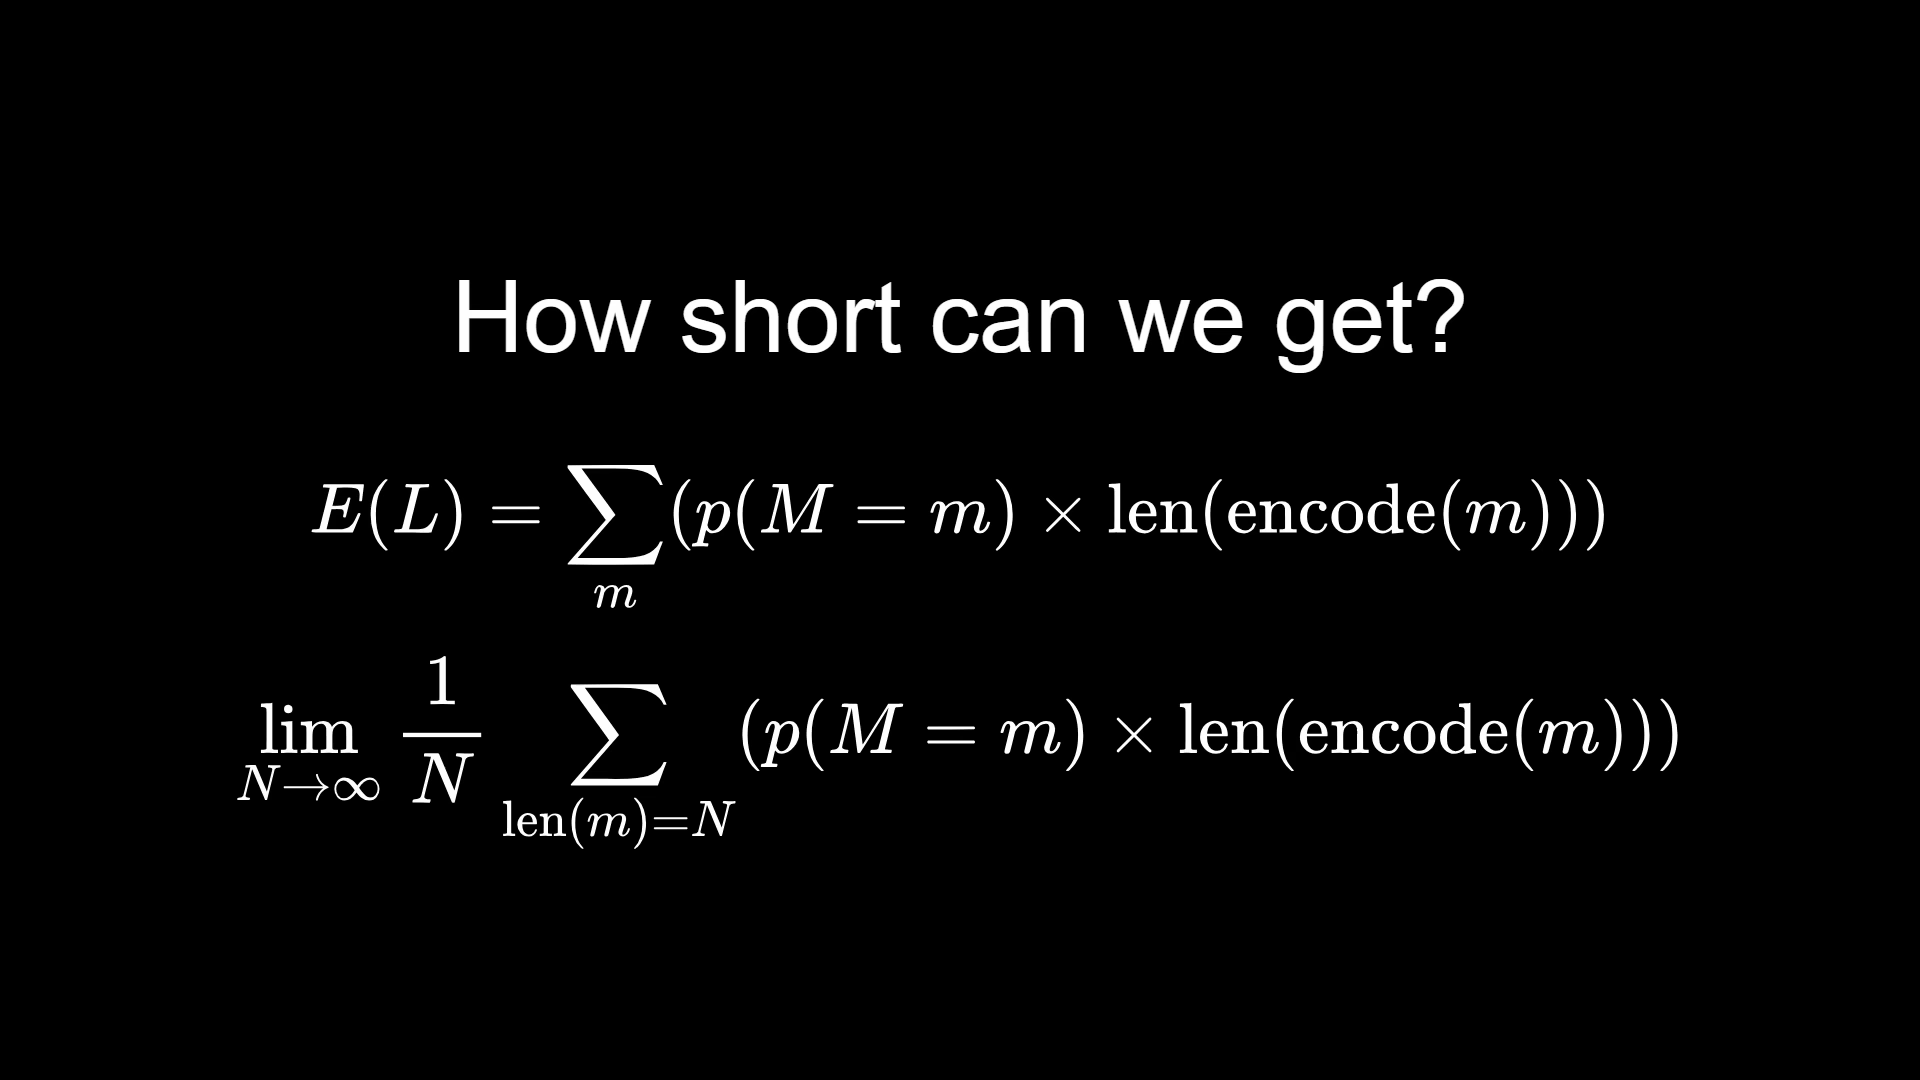 How short can we get?
E(L) = ∑_m (p(M = m) × len(encode(m)))
lim_{N→∞} 1/N ∑_{len(m)=N} (p(M = m) × len(encode(m)))